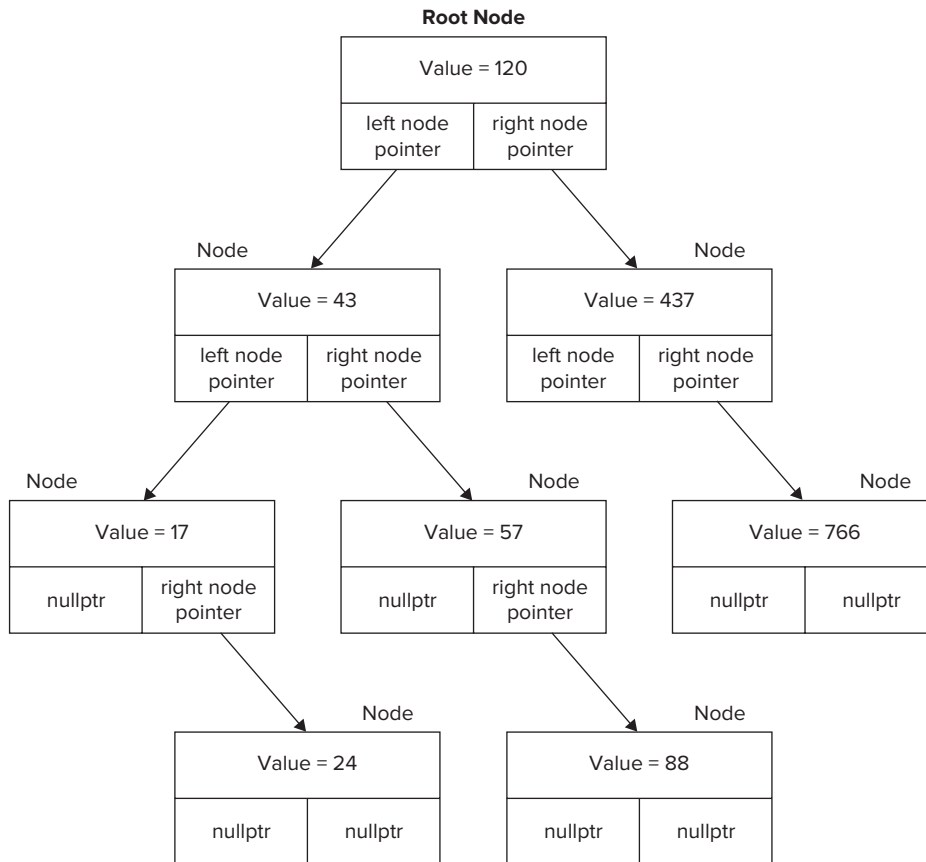 Root Node
Value = 120
left node
pointer
right node
pointer
Node
Node
Value = 43
Value = 437
left node
pointer
right node
pointer
left node
pointer
right node
pointer
Node
Node
Node
Value = 17
Value = 57
Value = 766
nullptr
right node
pointer
nullptr
right node
pointer
nullptr
nullptr
Node
Node
Value = 24
Value = 88
nullptr
nullptr
nullptr
nullptr